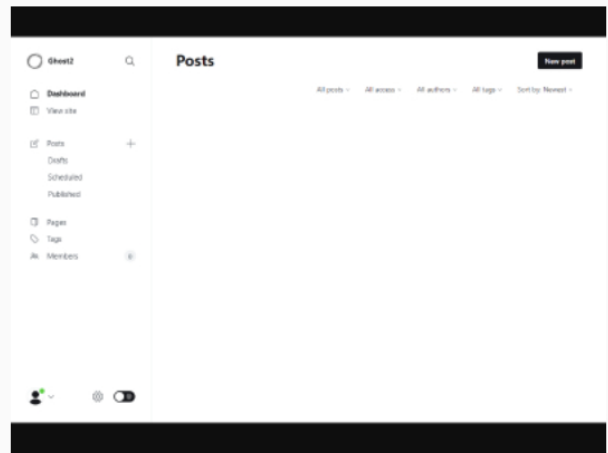 Ghost2
Dashboard
View site
Posts
Drafts
Scheduled
Published
Pages
Tags
Members 0
Posts
New post
All posts All access All authors All tags Sort by: Newest